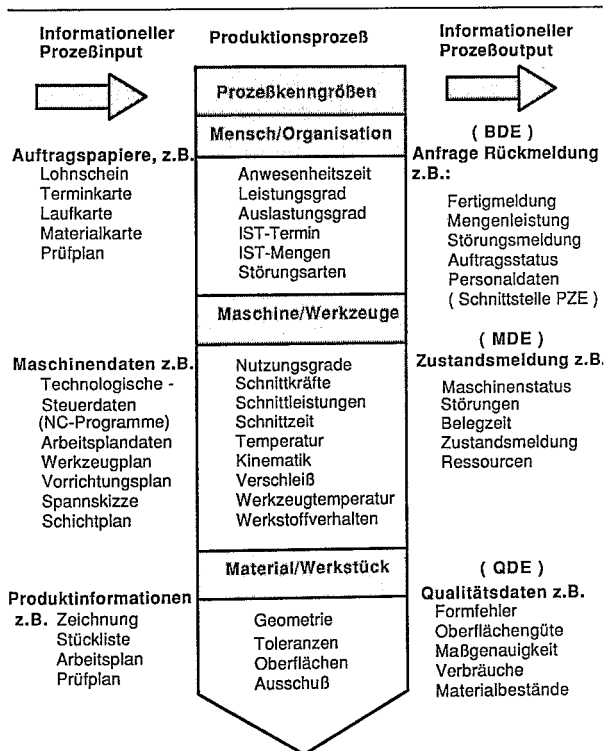 Informationeller
Prozeßinput
Produktionsprozeß
Informationeller
Prozeßoutput
Prozeßkenngrößen
Mensch/Organisation
Auftragspapiere, z.B.
Lohnschein
Terminkarte
Laufkarte
Materialkarte
Prüfplan
Anwesenheitszeit
Leistungsgrad
Auslastungsgrad
IST-Termin
IST-Mengen
Störungsarten
( BDE )
Anfrage Rückmeldung
z.B.:
Fertigmeldung
Mengenleistung
Störungsmeldung
Auftragsstatus
Personaldaten
( Schnittstelle PZE )
Maschine/Werkzeuge
Maschinendaten z.B.
Technologische -
Steuerdaten
(NC-Programme)
Arbeitsplandaten
Werkzeugplan
Vorrichtungsplan
Spannskizze
Schichtplan
Nutzungsgrade
Schnittkräfte
Schnittleistungen
Schnittzeit
Temperatur
Kinematik
Verschleiß
Werkzeugtemperatur
Werkstoffverhalten
( MDE )
Zustandsmeldung z.B.
Maschinenstatus
Störungen
Belegzeit
Zustandsmeldung
Ressourcen
Material/Werkstück
Produktinformationen
z.B. Zeichnung
Stückliste
Arbeitsplan
Prüfplan
Geometrie
Toleranzen
Oberflächen
Ausschuß
( QDE )
Qualitätsdaten z.B.
Formfehler
Oberflächengüte
Maßgenauigkeit
Verbräuche
Materialbestände